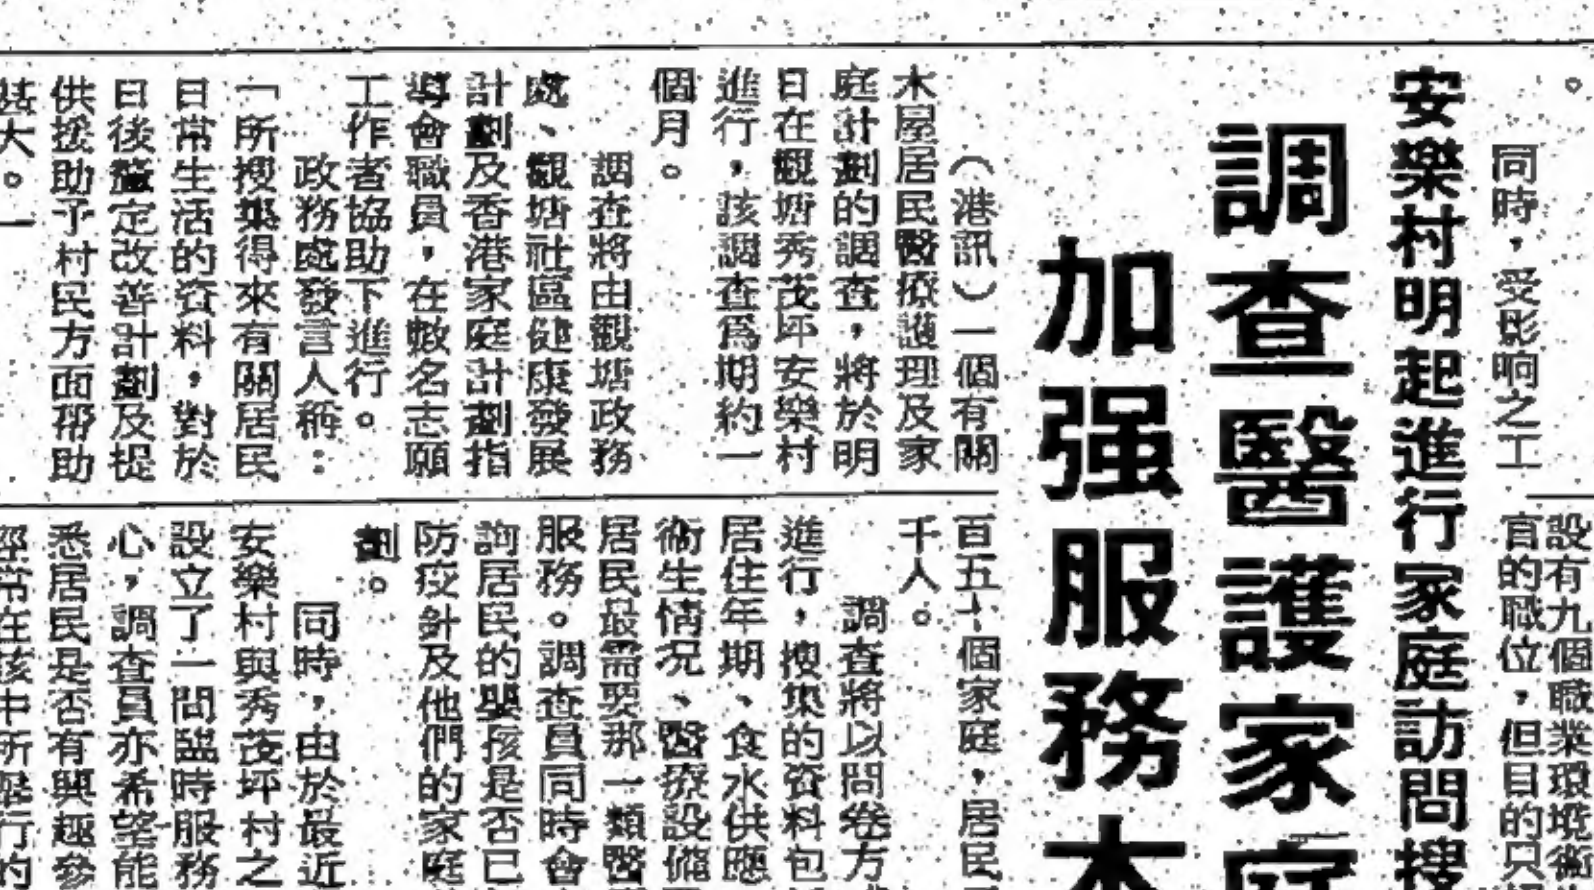 。
同時，受影响之工
設有九個職業環境衛
官的職位，但目的只
安樂村明起進行家庭訪問搜
調查醫護家庭
加强服務本
（港訊）一個有關
木屋居民醫療護理及家
庭計劃的調查，將於明
日在觀塘秀茂坪安樂村
進行，該調查爲期約一
個月。
調查將由觀塘政務
處、觀塘社區健康發展
計劃及香港家庭計劃指
導會職員，在數名志願
工作者協助下進行。
政務處發言人稱：
「所搜集得來有關居民
日常生活的資料，對於
日後釐定改善計劃及提
供援助予村民方面帮助
甚大。」
百五十個家庭，居民
千人。
調查將以問卷方
進行，搜集的資料包
居住年期、食水供應
衞生情况、醫療設備
居民最需要那一類醫
服務。調查員同時會
詢居民的嬰孩是否已
防疫針及他們的家庭
劃。
同時，由於最近
安樂村與秀茂坪村之
設立了一間臨時服務
心，調查員亦希望能
悉居民是否有興趣參
經常在該中所舉行的